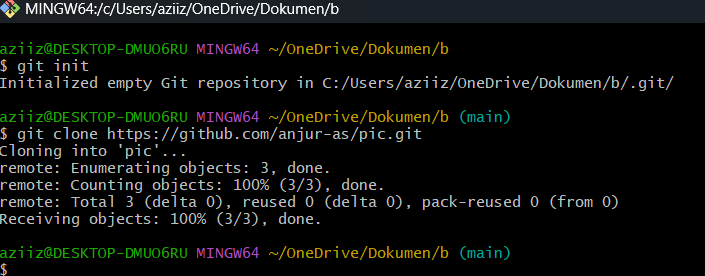 MINGW64:/c/Users/aziiz/OneDrive/Dokumen/b
aziiz@DESKTOP-DMUO6RU MINGW64 ~/OneDrive/Dokumen/b
$ git init
Initialized empty Git repository in C:/Users/aziiz/OneDrive/Dokumen/b/.git/
aziiz@DESKTOP-DMUO6RU MINGW64 ~/OneDrive/Dokumen/b (main)
$ git clone https://github.com/anjur-as/pic.git
Cloning into 'pic'...
remote: Enumerating objects: 3, done.
remote: Counting objects: 100% (3/3), done.
remote: Total 3 (delta 0), reused 0 (delta 0), pack-reused 0 (from 0)
Receiving objects: 100% (3/3), done.
aziiz@DESKTOP-DMUO6RU MINGW64 ~/OneDrive/Dokumen/b (main)
$